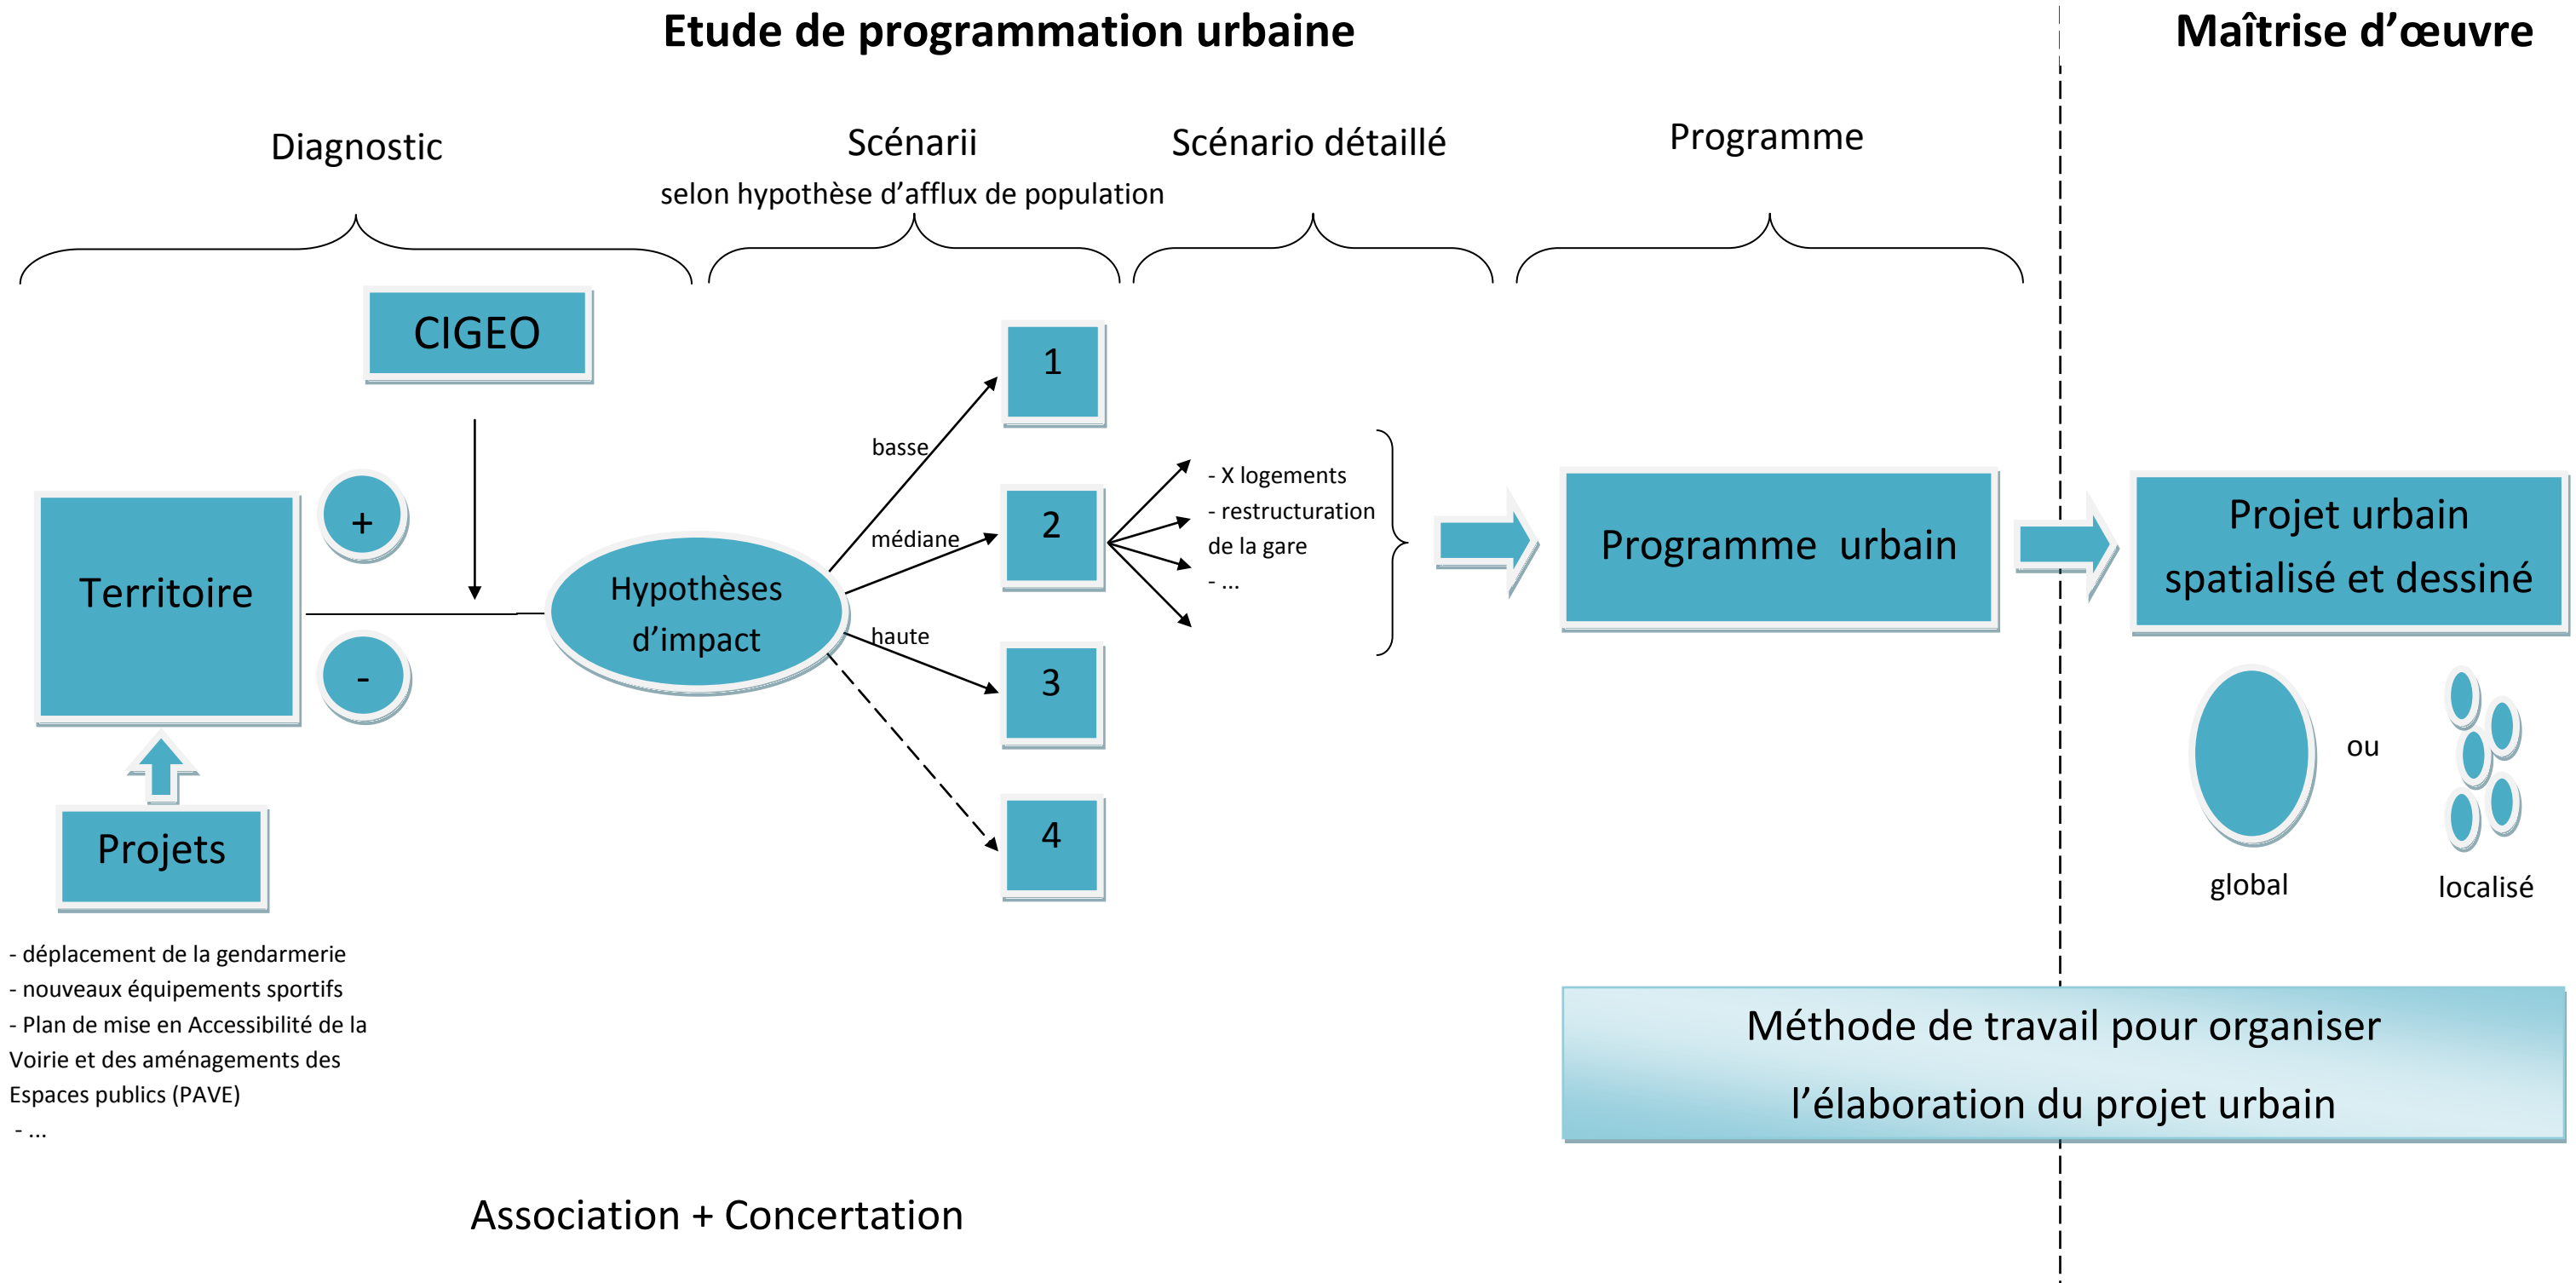 Etude de programmation urbaine
Maîtrise d’œuvre
Diagnostic
Scénarii
selon hypothèse d’afflux de population
Scénario détaillé
Programme
CIGEO
Territoire
+
-
Projets
- déplacement de la gendarmerie
- nouveaux équipements sportifs
- Plan de mise en Accessibilité de la
Voirie et des aménagements des
Espaces publics (PAVE)
- ...
Hypothèses
d’impact
basse
médiane
haute
1
2
3
4
- X logements
- restructuration
de la gare
- ...
Programme urbain
Projet urbain
spatialisé et dessiné
ou
global
localisé
Méthode de travail pour organiser
l’élaboration du projet urbain
Association + Concertation